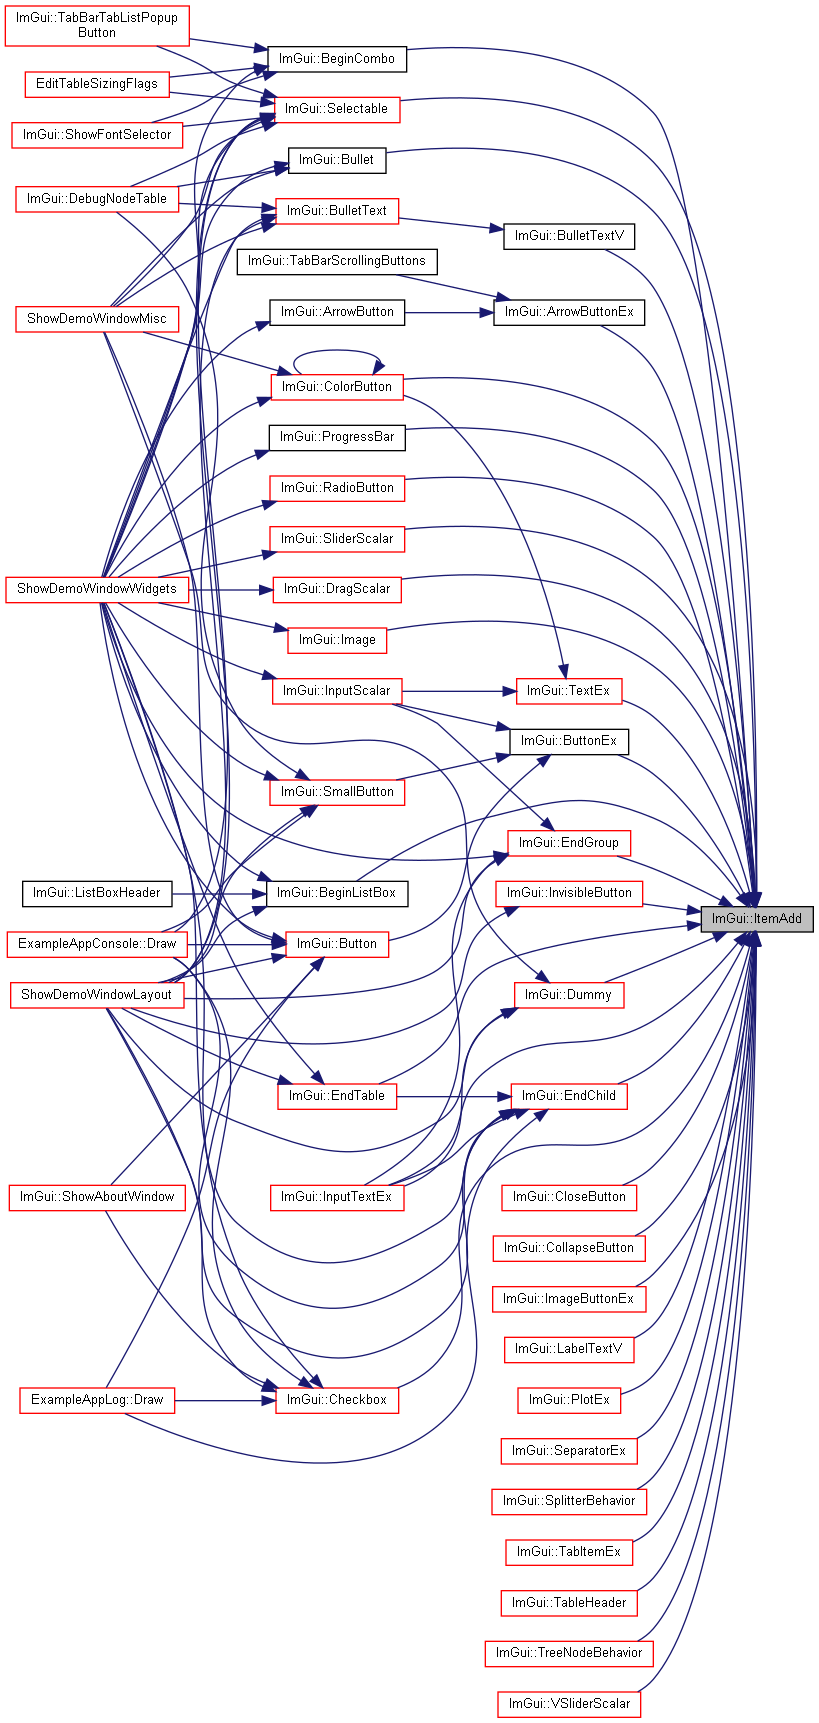 ImGui::TabBarTabListPopup
Button
ImGui::BeginCombo
EditTableSizingFlags
ImGui::Selectable
ImGui::ShowFontSelector
ImGui::Bullet
ImGui::DebugNodeTable
ImGui::BulletText
ImGui::BulletTextV
ImGui::TabBarScrollingButtons
ShowDemoWindowMisc
ImGui::ArrowButton
ImGui::ArrowButtonEx
ImGui::ColorButton
ImGui::ProgressBar
ImGui::RadioButton
ImGui::SliderScalar
ShowDemoWindowWidgets
ImGui::DragScalar
ImGui::Image
ImGui::InputScalar
ImGui::TextEx
ImGui::ButtonEx
ImGui::SmallButton
ImGui::EndGroup
ImGui::ListBoxHeader
ImGui::BeginListBox
ImGui::InvisibleButton
ImGui::ItemAdd
ExampleAppConsole::Draw
ImGui::Button
ShowDemoWindowLayout
ImGui::Dummy
ImGui::EndTable
ImGui::EndChild
ImGui::ShowAboutWindow
ImGui::InputTextEx
ImGui::CloseButton
ImGui::CollapseButton
ImGui::ImageButtonEx
ImGui::LabelTextV
ExampleAppLog::Draw
ImGui::Checkbox
ImGui::PlotEx
ImGui::SeparatorEx
ImGui::SplitterBehavior
ImGui::TabItemEx
ImGui::TableHeader
ImGui::TreeNodeBehavior
ImGui::VSliderScalar